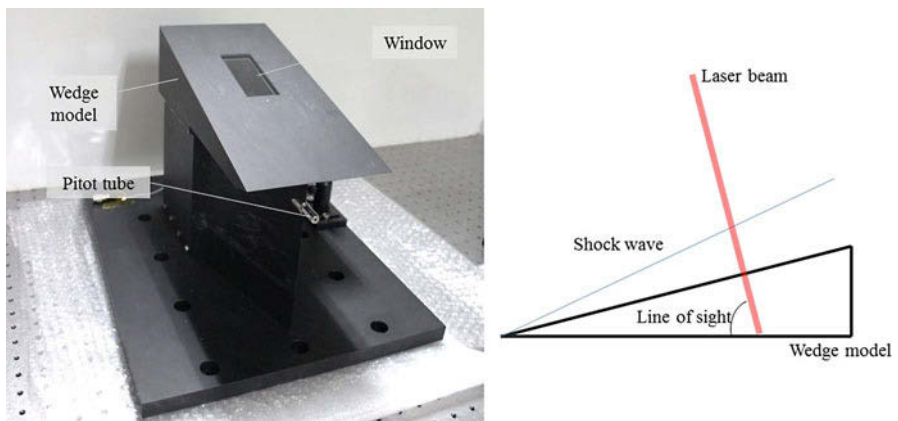 Window
Wedge
model
Pitot tube
Laser beam
Shock wave
Line of sight
Wedge model